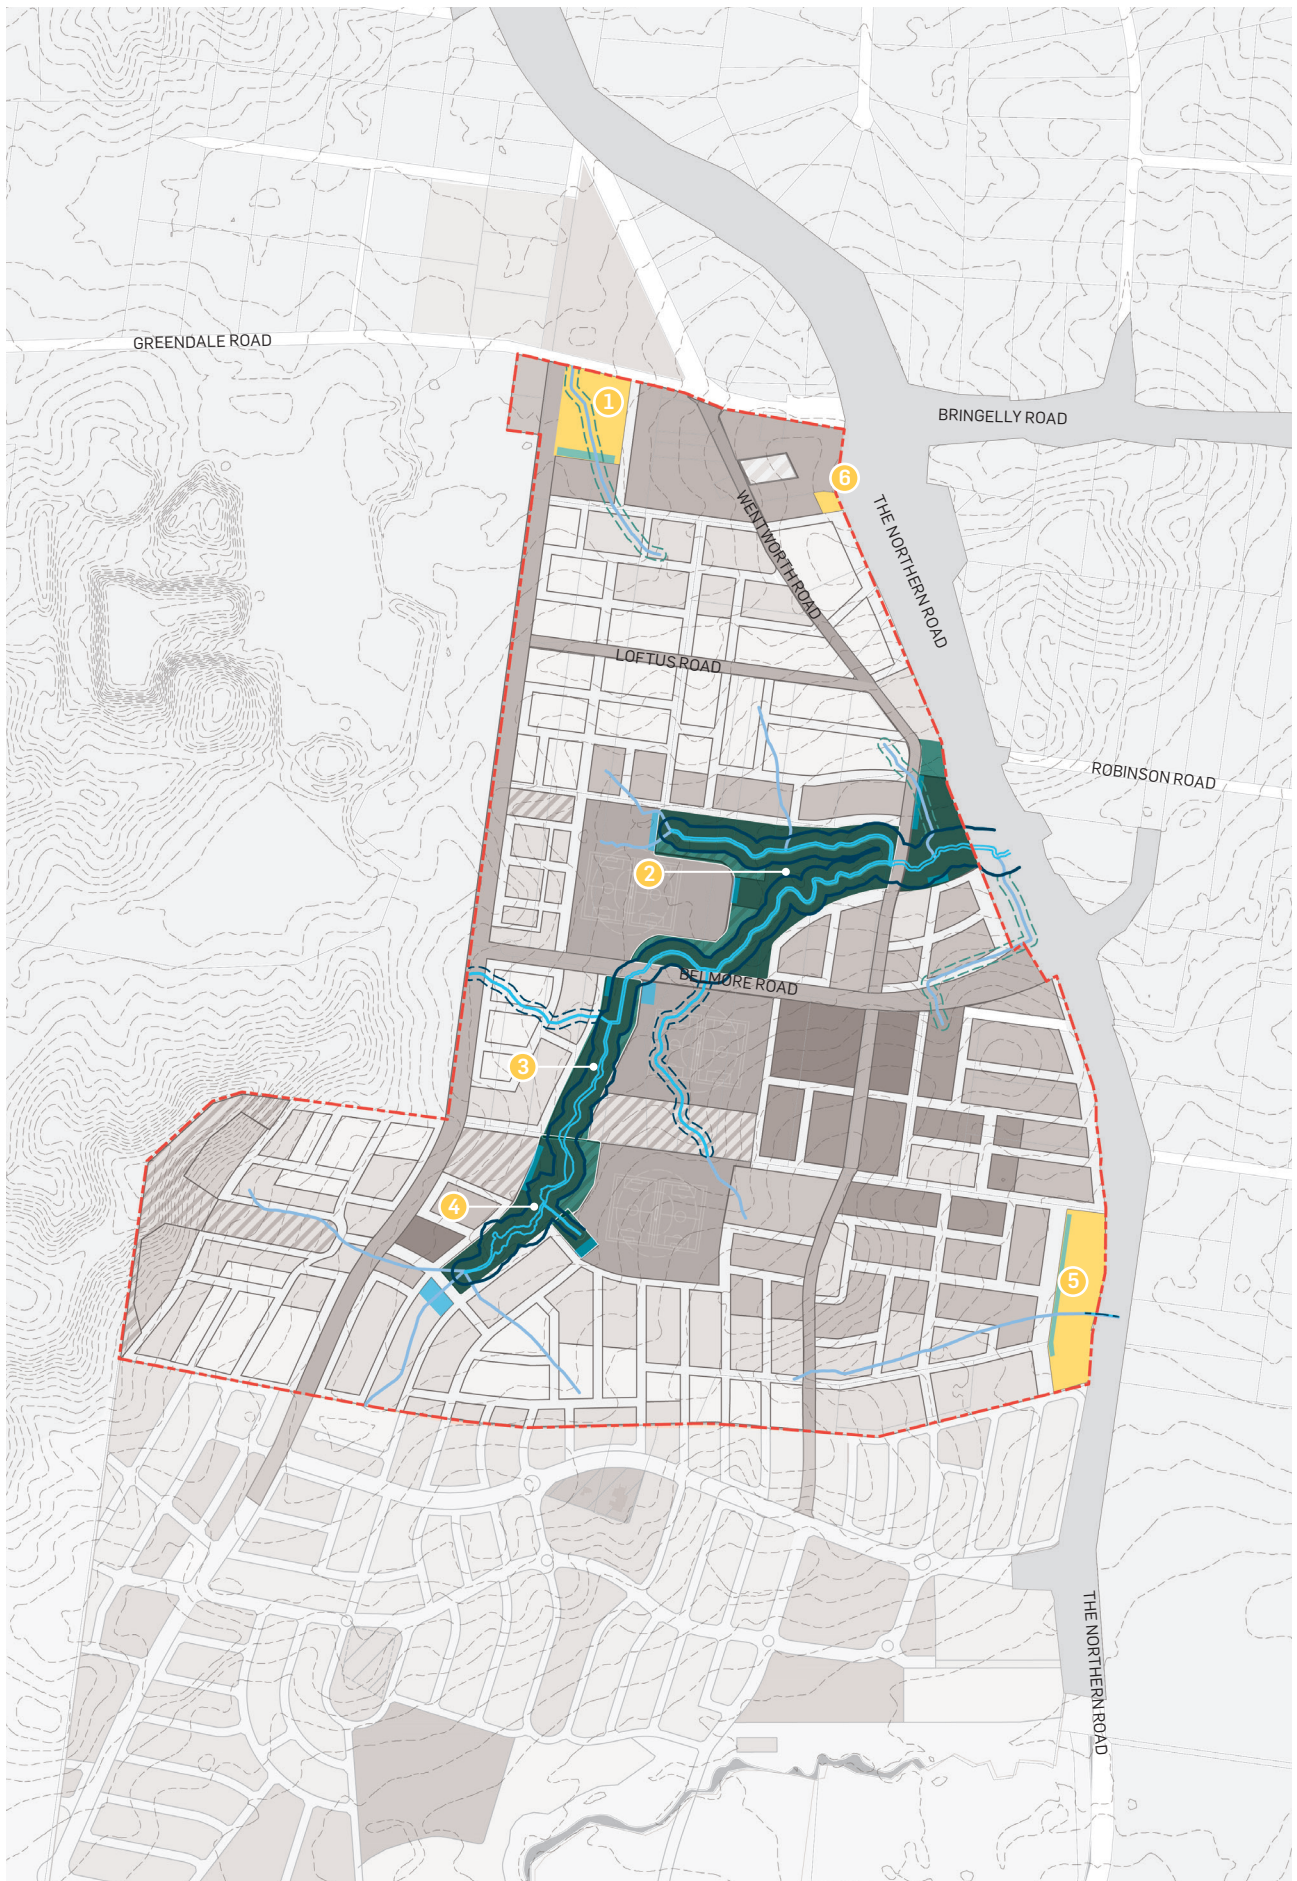 GREENDALE ROAD
1
BRINGELLY ROAD
6
WENTWORTH ROAD
THE NORTHERN ROAD
LOFTUS ROAD
ROBINSON ROAD
2
BELMORE ROAD
3
4
5
THE NORTHERN ROAD